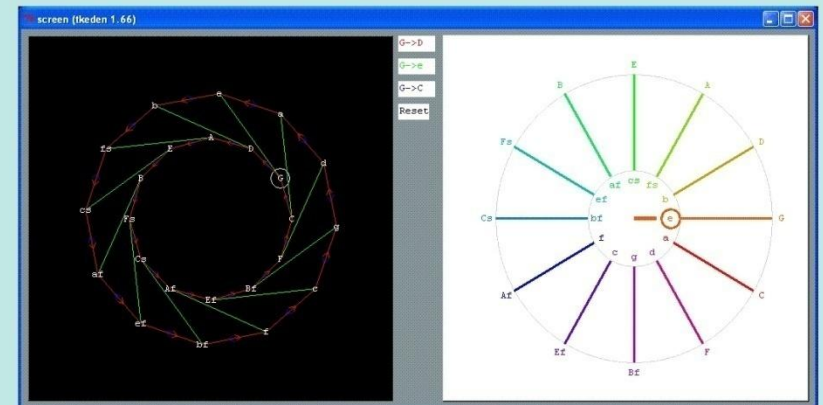 screen (tkeden 1.66)
G->D
G->e
G->C
Reset
e
b
a
fs
A
E
D
d
B
G
cs
Fs
C
g
Cs
F
af
Af
Ef
Bf
c
ef
f
bf
E
B
A
Fs
D
af
cs
fs
ef
b
Cs
bf
e
G
f
a
c
g
d
Af
C
Ef
F
Bf